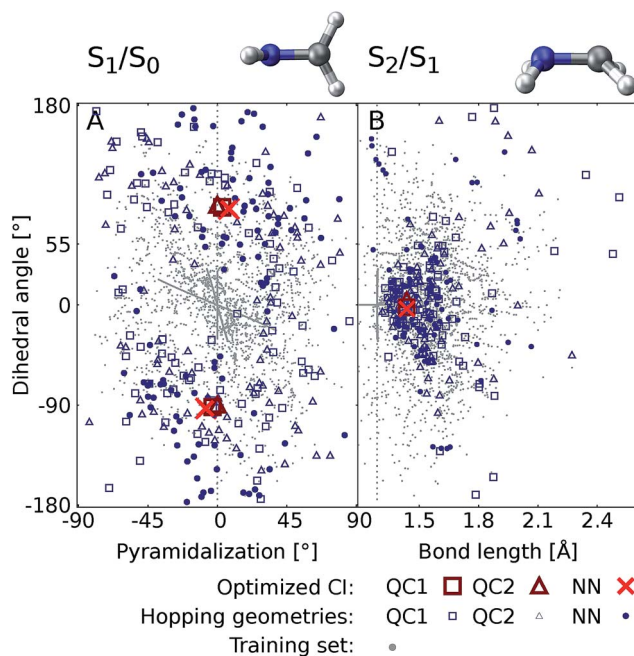 S₁/S₀ S₂/S₁
A B
180
55
0
-90
-180
Dihedral angle [°]
-90 -45 0 45 90 1.5 1.8 2.1 2.4
Pyramidalization [°] Bond length [Å]
Optimized CI: QC1 QC2 NN
Hopping geometries: QC1 QC2 NN
Training set: